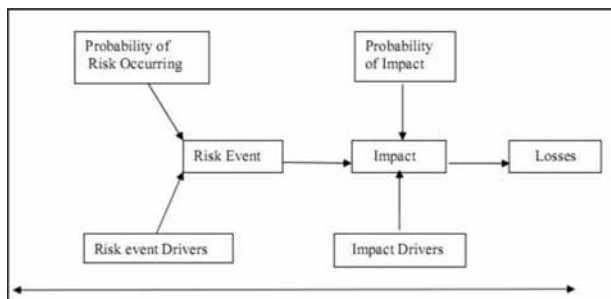 Probability of
Risk Occurring
Probability
of Impact
Risk Event
Impact
Losses
Risk event Drivers
Impact Drivers